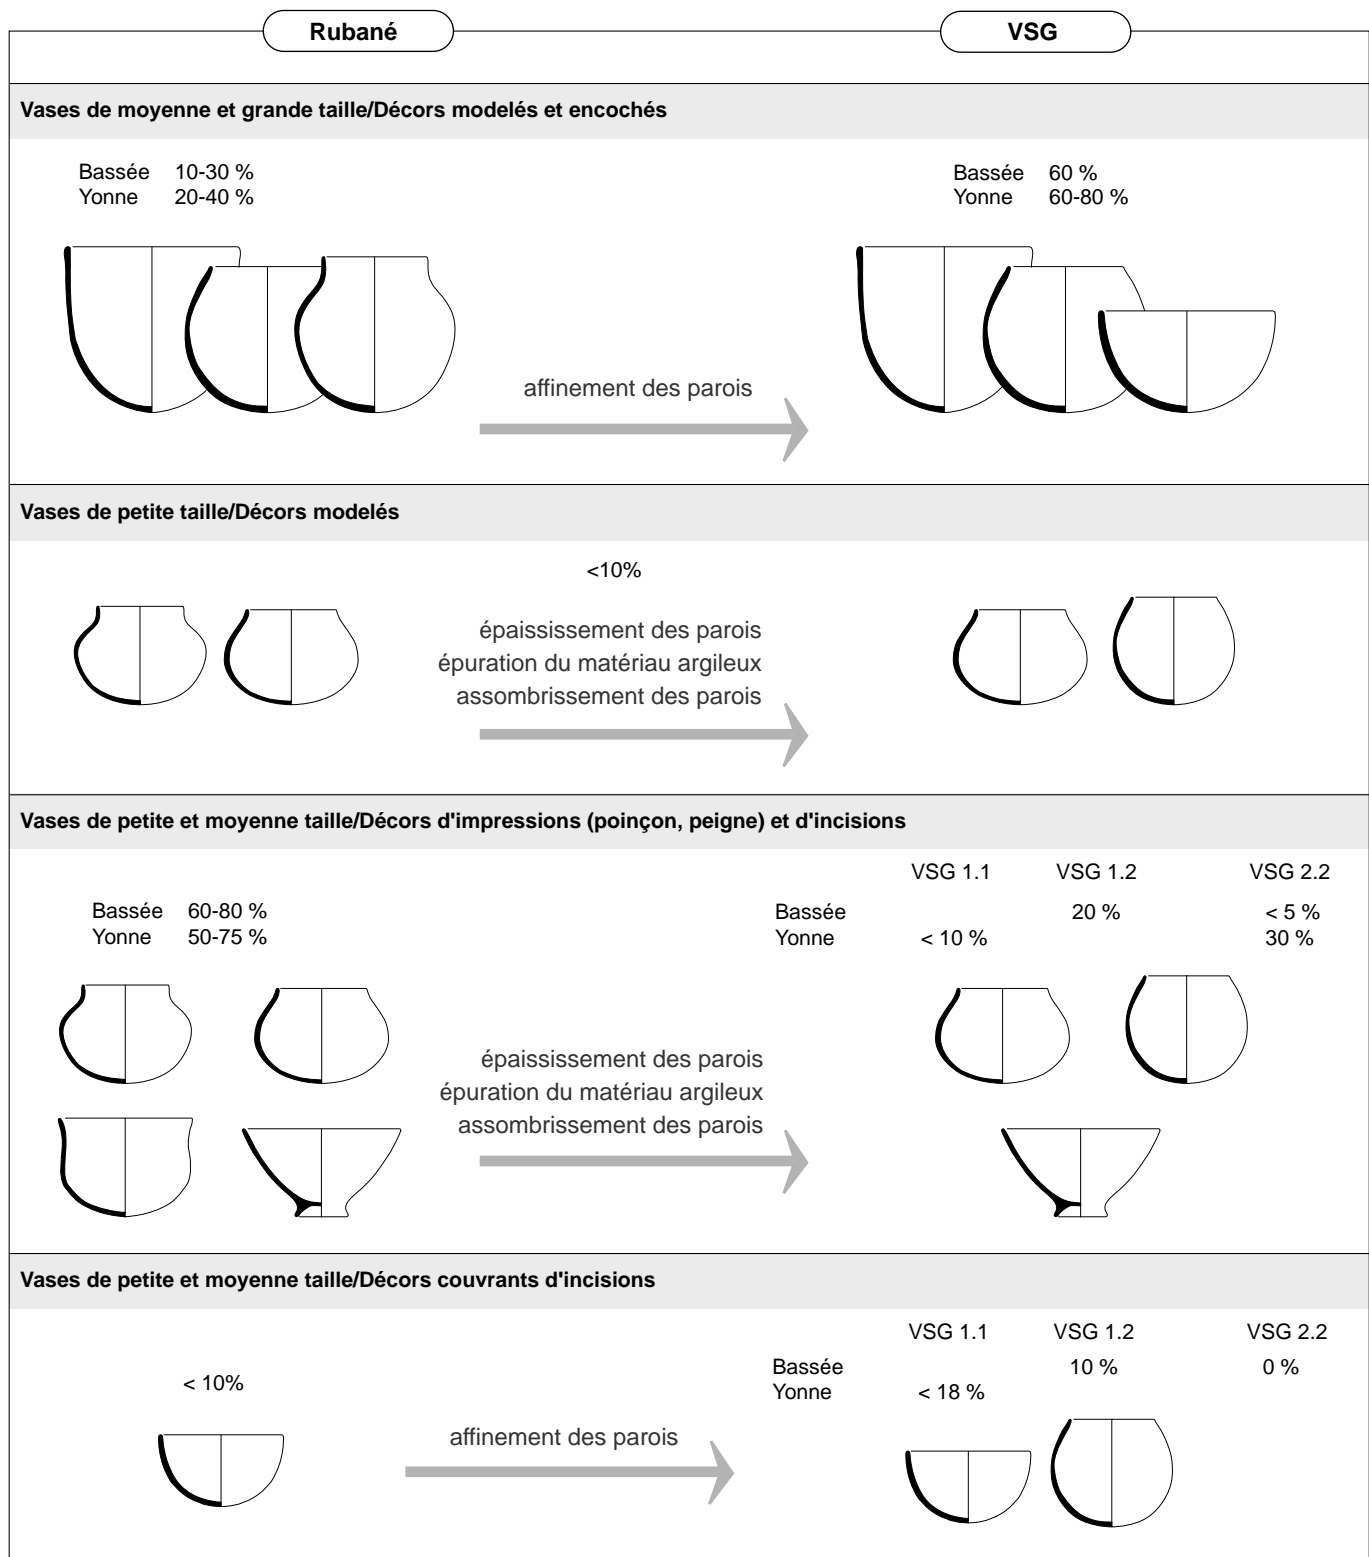 Rubané
VSG
Vases de moyenne et grande taille/Décors modelés et encochés
Bassée 10-30 %
Yonne 20-40 %
Bassée 60 %
Yonne 60-80 %
affinement des parois
Vases de petite taille/Décors modelés
<10%
épaississement des parois
épuration du matériau argileux
assombrissement des parois
Vases de petite et moyenne taille/Décors d'impressions (poinçon, peigne) et d'incisions
Bassée 60-80 %
Yonne 50-75 %
VSG 1.1 VSG 1.2 VSG 2.2
Bassée 20 % < 5 %
Yonne < 10 % 30 %
épaississement des parois
épuration du matériau argileux
assombrissement des parois
Vases de petite et moyenne taille/Décors couvrants d'incisions
< 10%
VSG 1.1 VSG 1.2 VSG 2.2
Bassée 10 % 0 %
Yonne < 18 %
affinement des parois